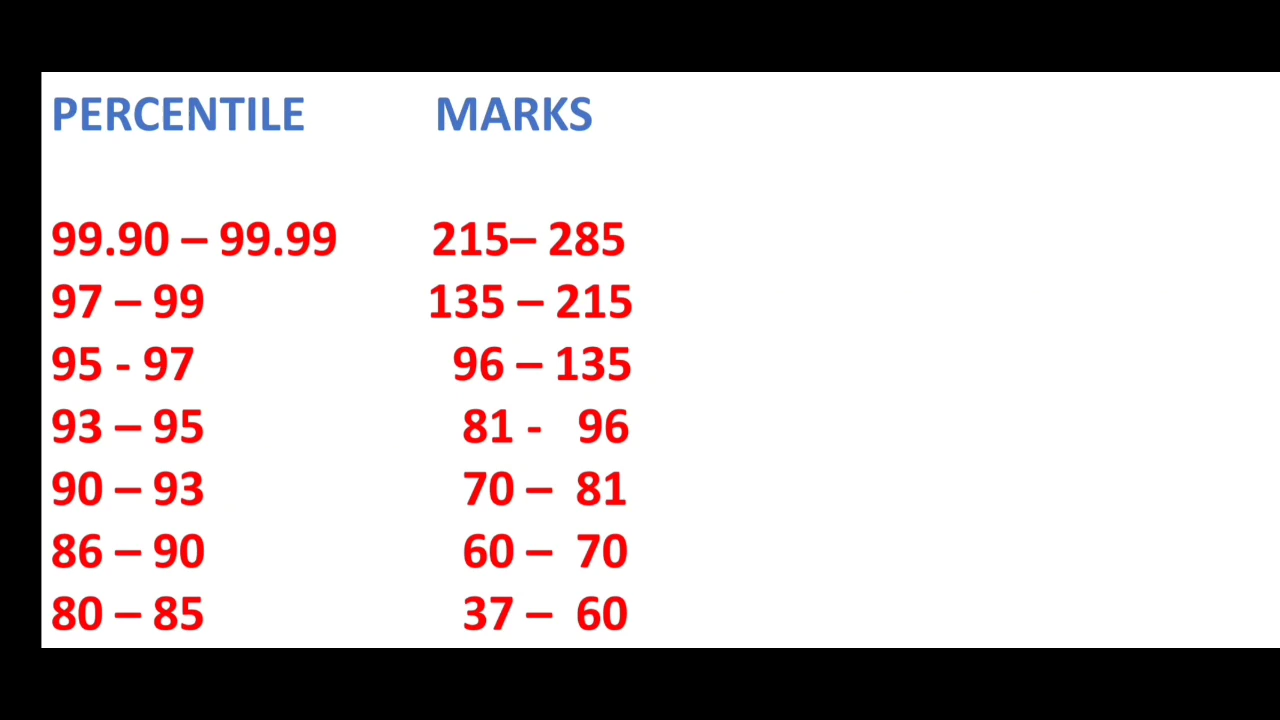 PERCENTILE MARKS
99.90 – 99.99 215– 285
97 – 99 135 – 215
95 - 97 96 – 135
93 – 95 81 - 96
90 – 93 70 – 81
86 – 90 60 – 70
80 – 85 37 – 60